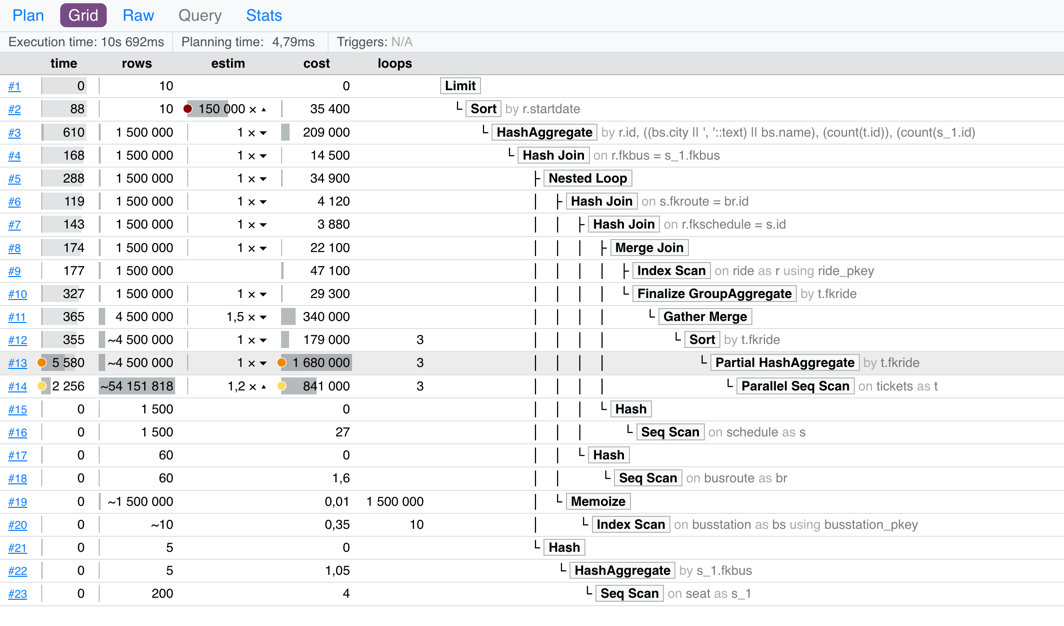 Plan Grid Raw Query Stats
Execution time: 10s 692ms Planning time: 4,79ms Triggers: N/A
time rows estim cost loops
#1 0 10 0 Limit
#2 88 10 150 000 × ▲ 35 400 └ Sort by r.startdate
#3 610 1 500 000 1 × ▼ 209 000 └ HashAggregate by r.id, ((bs.city || ', '::text) || bs.name), (count(t.id)), (count(s_1.id)
#4 168 1 500 000 1 × ▼ 14 500 └ Hash Join on r.fkbus = s_1.fkbus
#5 288 1 500 000 1 × ▼ 34 900 ├ Nested Loop
#6 119 1 500 000 1 × ▼ 4 120 │ ├ Hash Join on s.fkroute = br.id
#7 143 1 500 000 1 × ▼ 3 880 │ │ ├ Hash Join on r.fkschedule = s.id
#8 174 1 500 000 1 × ▼ 22 100 │ │ │ ├ Merge Join
#9 177 1 500 000 47 100 │ │ │ │ ├ Index Scan on ride as r using ride_pkey
#10 327 1 500 000 1 × ▼ 29 300 │ │ │ │ └ Finalize GroupAggregate by t.fkride
#11 365 4 500 000 1,5 × ▼ 340 000 │ │ │ │ └ Gather Merge
#12 355 ~4 500 000 1 × ▼ 179 000 3 │ │ │ │ └ Sort by t.fkride
#13 5 580 ~4 500 000 1 × ▼ 1 680 000 3 │ │ │ │ └ Partial HashAggregate by t.fkride
#14 2 256 ~54 151 818 1,2 × ▲ 841 000 3 │ │ │ │ └ Parallel Seq Scan on tickets as t
#15 0 1 500 0 │ │ │ └ Hash
#16 0 1 500 27 │ │ │ └ Seq Scan on schedule as s
#17 0 60 0 │ │ └ Hash
#18 0 60 1,6 │ │ └ Seq Scan on busroute as br
#19 0 ~1 500 000 0,01 1 500 000 │ └ Memoize
#20 0 ~10 0,35 10 │ └ Index Scan on busstation as bs using busstation_pkey
#21 0 5 0 └ Hash
#22 0 5 1,05 └ HashAggregate by s_1.fkbus
#23 0 200 4 └ Seq Scan on seat as s_1